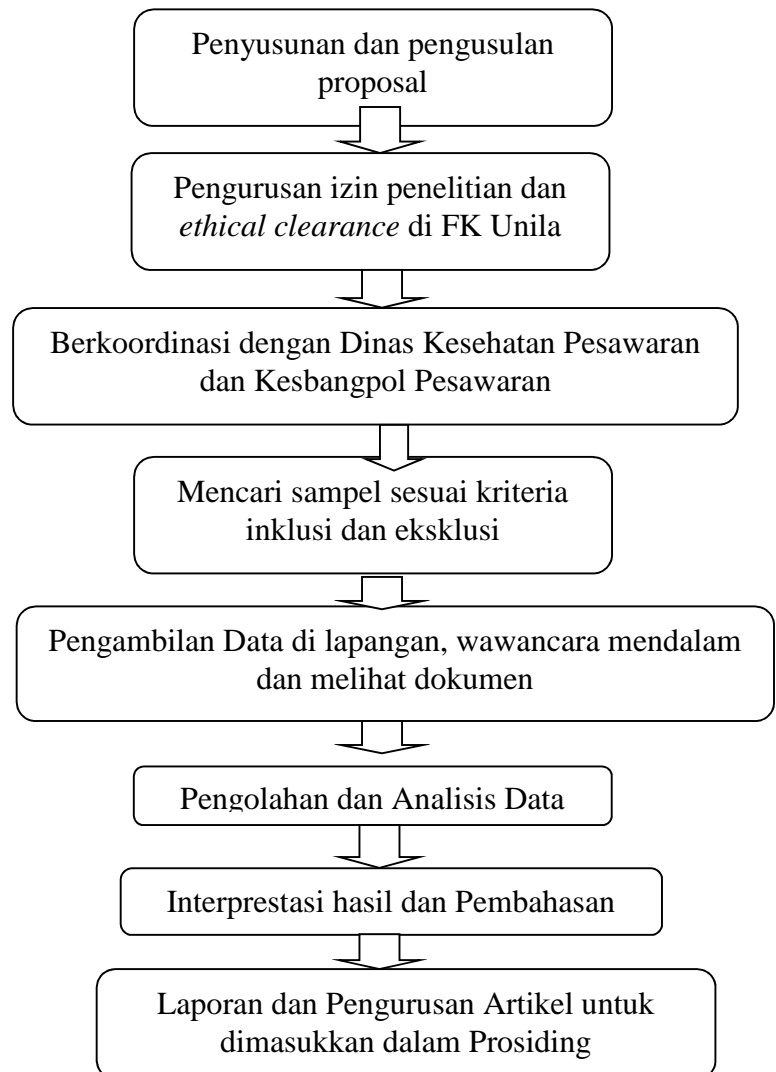 Penyusunan dan pengusulan
proposal
Pengurusan izin penelitian dan
ethical clearance di FK Unila
Berkoordinasi dengan Dinas Kesehatan Pesawaran
dan Kesbangpol Pesawaran
Mencari sampel sesuai kriteria
inklusi dan eksklusi
Pengambilan Data di lapangan, wawancara mendalam
dan melihat dokumen
Pengolahan dan Analisis Data
Interprestasi hasil dan Pembahasan
Laporan dan Pengurusan Artikel untuk
dimasukkan dalam Prosiding